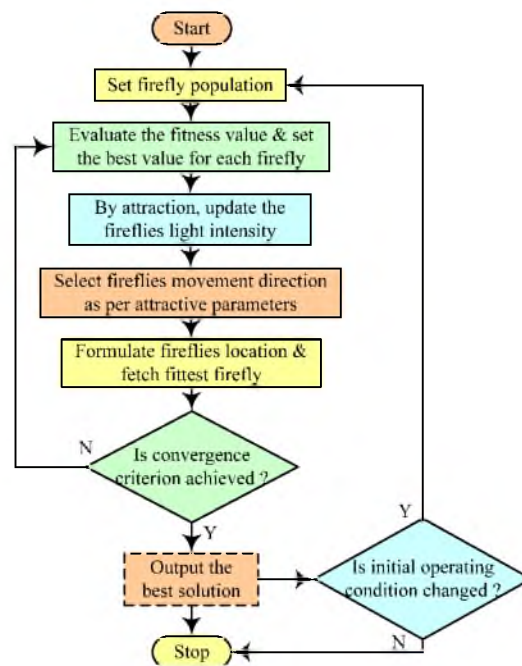 Start
Set firefly population
Evaluate the fitness value & set
the best value for each firefly
By attraction, update the
fireflies light intensity
Select fireflies movement direction
as per attractive parameters
Formulate fireflies location &
fetch fittest firefly
N
Is convergence
criterion achieved ?
Y
Output the
best solution
Y
Is initial operating
condition changed ?
N
Stop